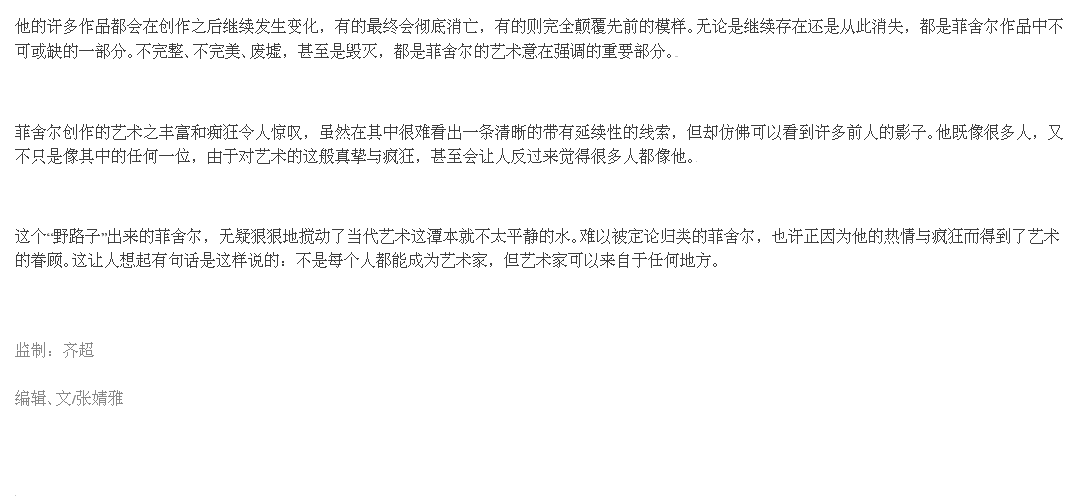 他的许多作品都会在创作之后继续发生变化，有的最终会彻底消亡，有的则完全颠覆先前的模样。无论是继续存在还是从此消失，都是菲舍尔作品中不
可或缺的一部分。不完整、不完美、废墟，甚至是毁灭，都是菲舍尔的艺术意在强调的重要部分。
菲舍尔创作的艺术之丰富和痴狂令人惊叹，虽然在其中很难看出一条清晰的带有延续性的线索，但却仿佛可以看到许多前人的影子。他既像很多人，又
不只是像其中的任何一位，由于对艺术的这般真挚与疯狂，甚至会让人反过来觉得很多人都像他。
这个“野路子”出来的菲舍尔，无疑狠狠地搅动了当代艺术这潭本就不太平静的水。难以被定论归类的菲舍尔，也许正因为他的热情与疯狂而得到了艺术
的眷顾。这让人想起有句话是这样说的：不是每个人都能成为艺术家，但艺术家可以来自于任何地方。
监制：齐超
编辑、文/张婧雅